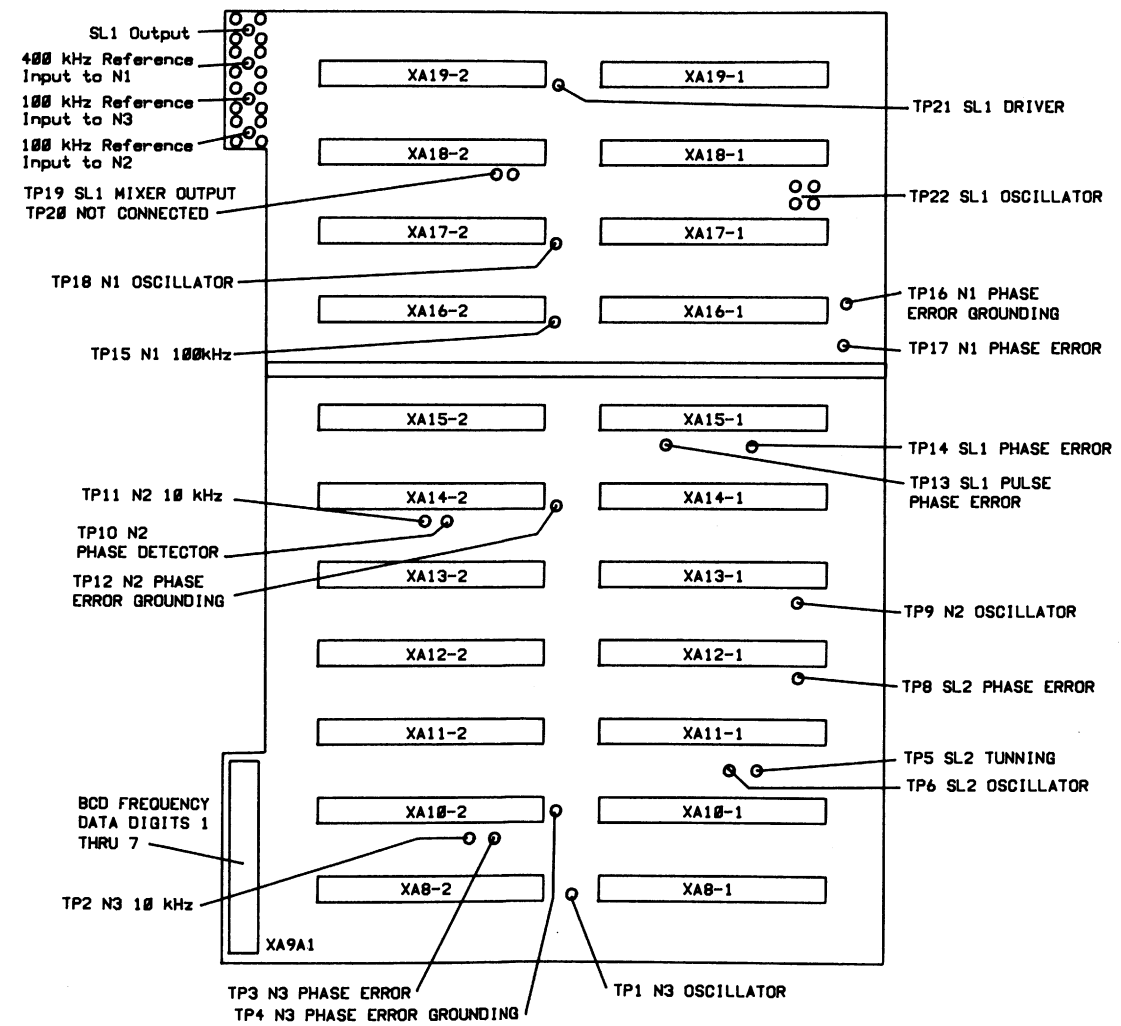 SL1 Output
400 kHz Reference
Input to N1
100 kHz Reference
Input to N3
100 kHz Reference
Input to N2
XA19-2
XA19-1
TP21 SL1 DRIVER
XA18-2
XA18-1
TP19 SL1 MIXER OUTPUT
TP20 NOT CONNECTED
TP22 SL1 OSCILLATOR
XA17-2
XA17-1
TP18 N1 OSCILLATOR
XA16-2
XA16-1
TP16 N1 PHASE
ERROR GROUNDING
TP15 N1 100kHz
TP17 N1 PHASE ERROR
XA15-2
XA15-1
TP14 SL1 PHASE ERROR
TP13 SL1 PULSE
PHASE ERROR
TP11 N2 10 kHz
XA14-2
XA14-1
TP10 N2
PHASE DETECTOR
TP12 N2 PHASE
ERROR GROUNDING
XA13-2
XA13-1
TP9 N2 OSCILLATOR
XA12-2
XA12-1
TP8 SL2 PHASE ERROR
XA11-2
XA11-1
TP5 SL2 TUNNING
TP6 SL2 OSCILLATOR
BCD FREQUENCY
DATA DIGITS 1
THRU 7
XA10-2
XA10-1
TP2 N3 10 kHz
XA8-2
XA8-1
XA9A1
TP3 N3 PHASE ERROR
TP4 N3 PHASE ERROR GROUNDING
TP1 N3 OSCILLATOR